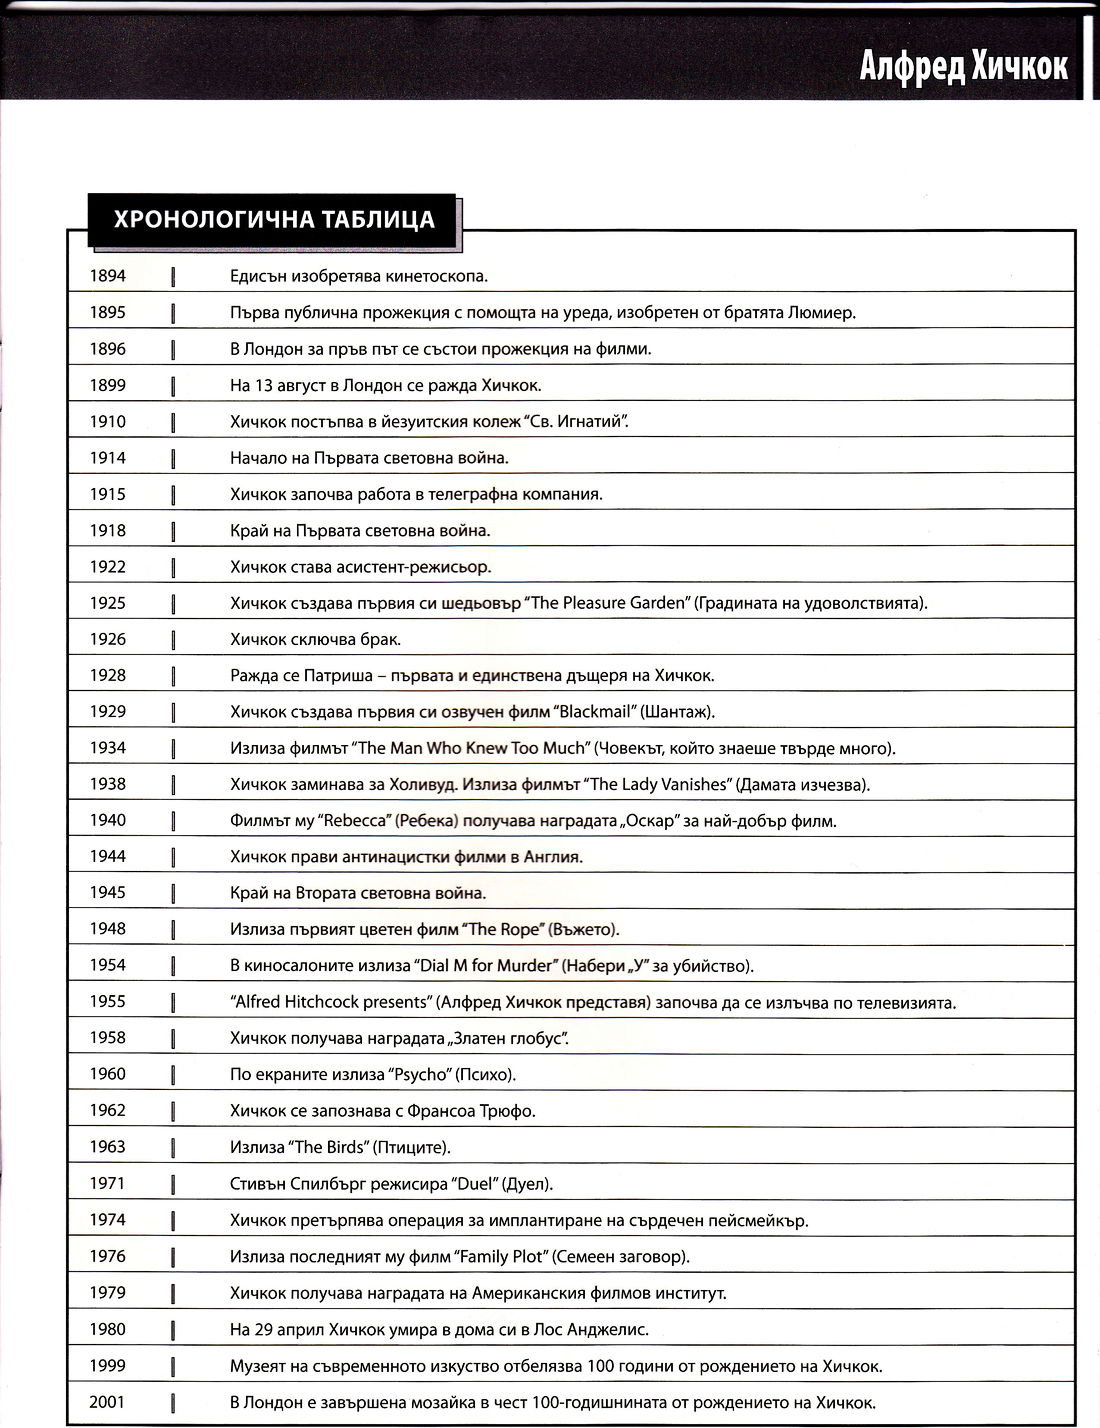 Алфред Хичкок
ХРОНОЛОГИЧНА ТАБЛИЦА
1894 Едисън изобретява кинетоскопа.
1895 Първа публична прожекция с помощта на уреда, изобретен от братята Люмиер.
1896 В Лондон за пръв път се състои прожекция на филми.
1899 На 13 август в Лондон се ражда Хичкок.
1910 Хичкок постъпва в йезуитския колеж “Св. Игнатий”.
1914 Начало на Първата световна война.
1915 Хичкок започва работа в телеграфна компания.
1918 Край на Първата световна война.
1922 Хичкок става асистент-режисьор.
1925 Хичкок създава първия си шедьовър “The Pleasure Garden” (Градината на удоволствията).
1926 Хичкок сключва брак.
1928 Ражда се Патриша – първата и единствена дъщеря на Хичкок.
1929 Хичкок създава първия си озвучен филм “Blackmail” (Шантаж).
1934 Излиза филмът “The Man Who Knew Too Much” (Човекът, който знаеше твърде много).
1938 Хичкок заминава за Холивуд. Излиза филмът “The Lady Vanishes” (Дамата изчезва).
1940 Филмът му “Rebecca” (Ребека) получава наградата „Оскар” за най-добър филм.
1944 Хичкок прави антинацистки филми в Англия.
1945 Край на Втората световна война.
1948 Излиза първият цветен филм “The Rope” (Въжето).
1954 В киносалоните излиза “Dial M for Murder” (Набери „У” за убийство).
1955 “Alfred Hitchcock presents” (Алфред Хичкок представя) започва да се излъчва по телевизията.
1958 Хичкок получава наградата „Златен глобус”.
1960 По екраните излиза “Psycho” (Психо).
1962 Хичкок се запознава с Франсоа Трюфо.
1963 Излиза “The Birds” (Птиците).
1971 Стивън Спилбърг режисира “Duel” (Дуел).
1974 Хичкок претърпява операция за имплантиране на сърдечен пейсмейкър.
1976 Излиза последният му филм “Family Plot” (Семеен заговор).
1979 Хичкок получава наградата на Американския филмов институт.
1980 На 29 април Хичкок умира в дома си в Лос Анджелис.
1999 Музеят на съвременното изкуство отбелязва 100 години от рождението на Хичкок.
2001 В Лондон е завършена мозайка в чест 100-годишнината от рождението на Хичкок.